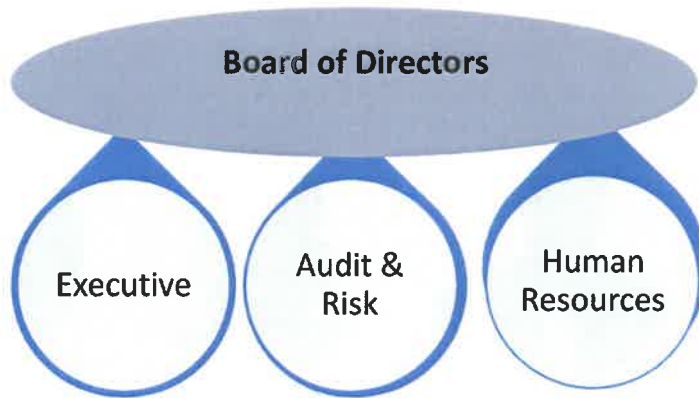 Board of Directors
Executive
Audit &
Risk
Human
Resources